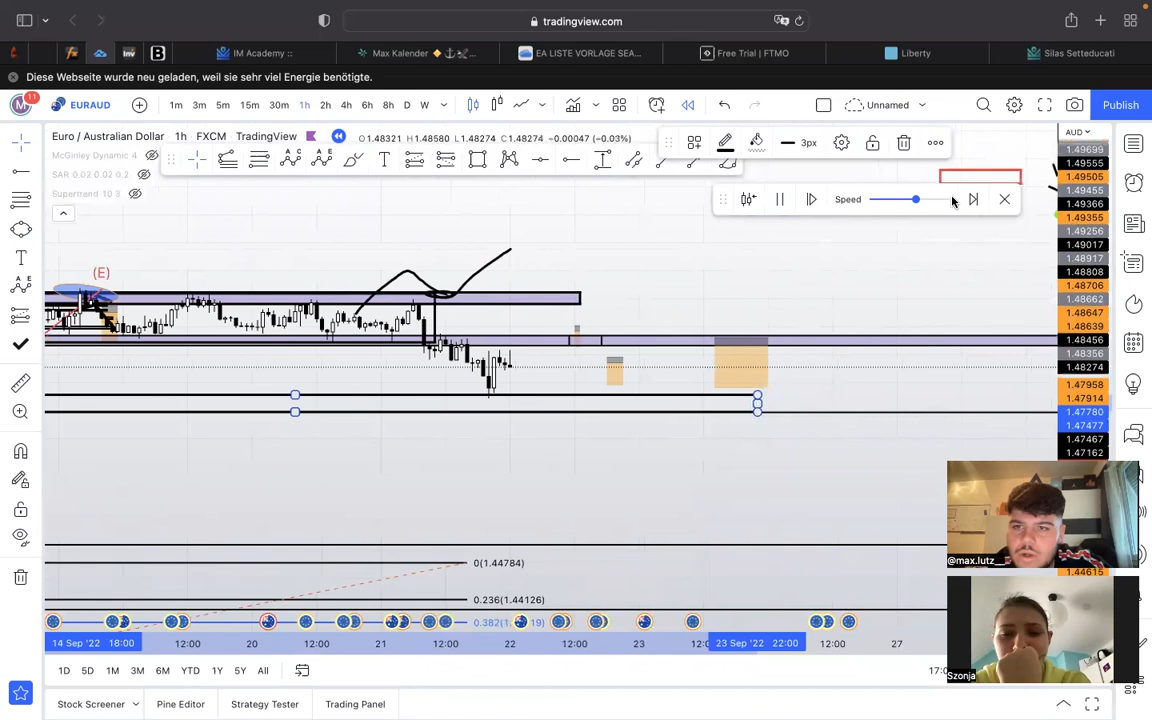 tradingview.com
IM Academy ::
Max Kalender
EA LISTE VORLAGE SEA...
Free Trial | FTMO
Liberty
Silas Setteducati
Diese Webseite wurde neu geladen, weil sie sehr viel Energie benötigte.
11
EURAUD
1m 3m 5m 15m 30m 1h 2h 4h 6h 8h D W
Unnamed
Publish
Euro / Australian Dollar · 1h · FXCM · TradingView
O1.48321 H1.48580 L1.48274 C1.48274 -0.00047 (-0.03%)
McGinley Dynamic 4
SAR 0.02 0.02 0.2
Supertrend 10 3
3px
Speed
AUD
1.49699
1.49555
1.49505
1.49455
1.49366
1.49355
1.49256
1.49017
1.48917
1.48808
1.48706
1.48662
1.48647
1.48639
1.48456
1.48356
1.48274
1.47958
1.47914
1.47780
1.47477
1.47467
1.47162
1.44615
(E)
0(1.44784)
0.236(1.44126)
14 Sep '22 18:00
12:00
20
12:00
21
12:00
22
12:00
23
23 Sep '22 22:00
12:00
27
1D 5D 1M 3M 6M YTD 1Y 5Y All
Stock Screener
Pine Editor
Strategy Tester
Trading Panel
@max.lutz__
Szonja